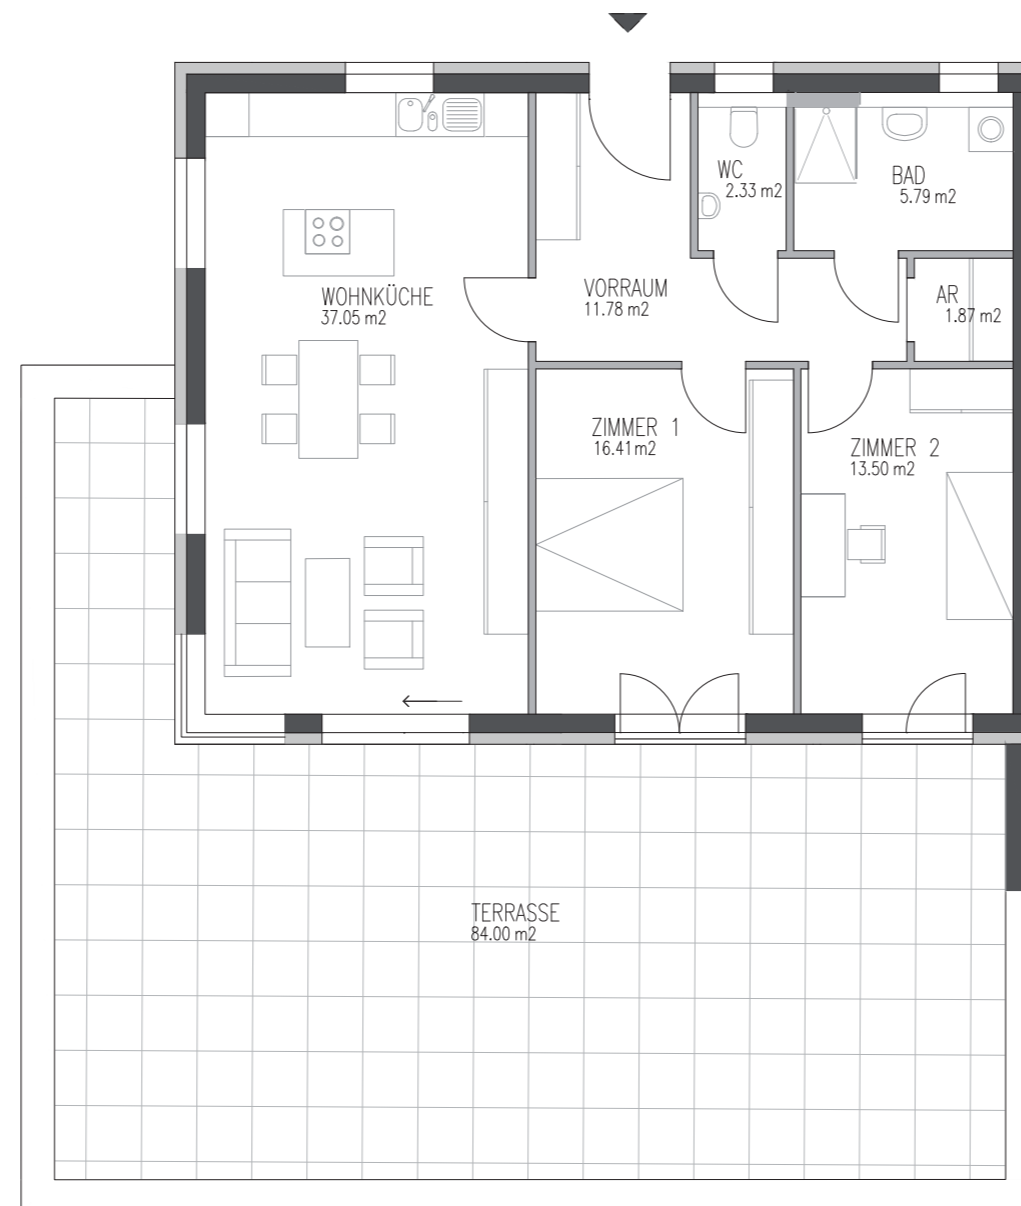 WC
2.33 m2
BAD
5.79 m2
WOHNKÜCHE
37.05 m2
VORRAUM
11.78 m2
AR
1.87 m2
ZIMMER 1
16.41 m2
ZIMMER 2
13.50 m2
TERRASSE
84.00 m2